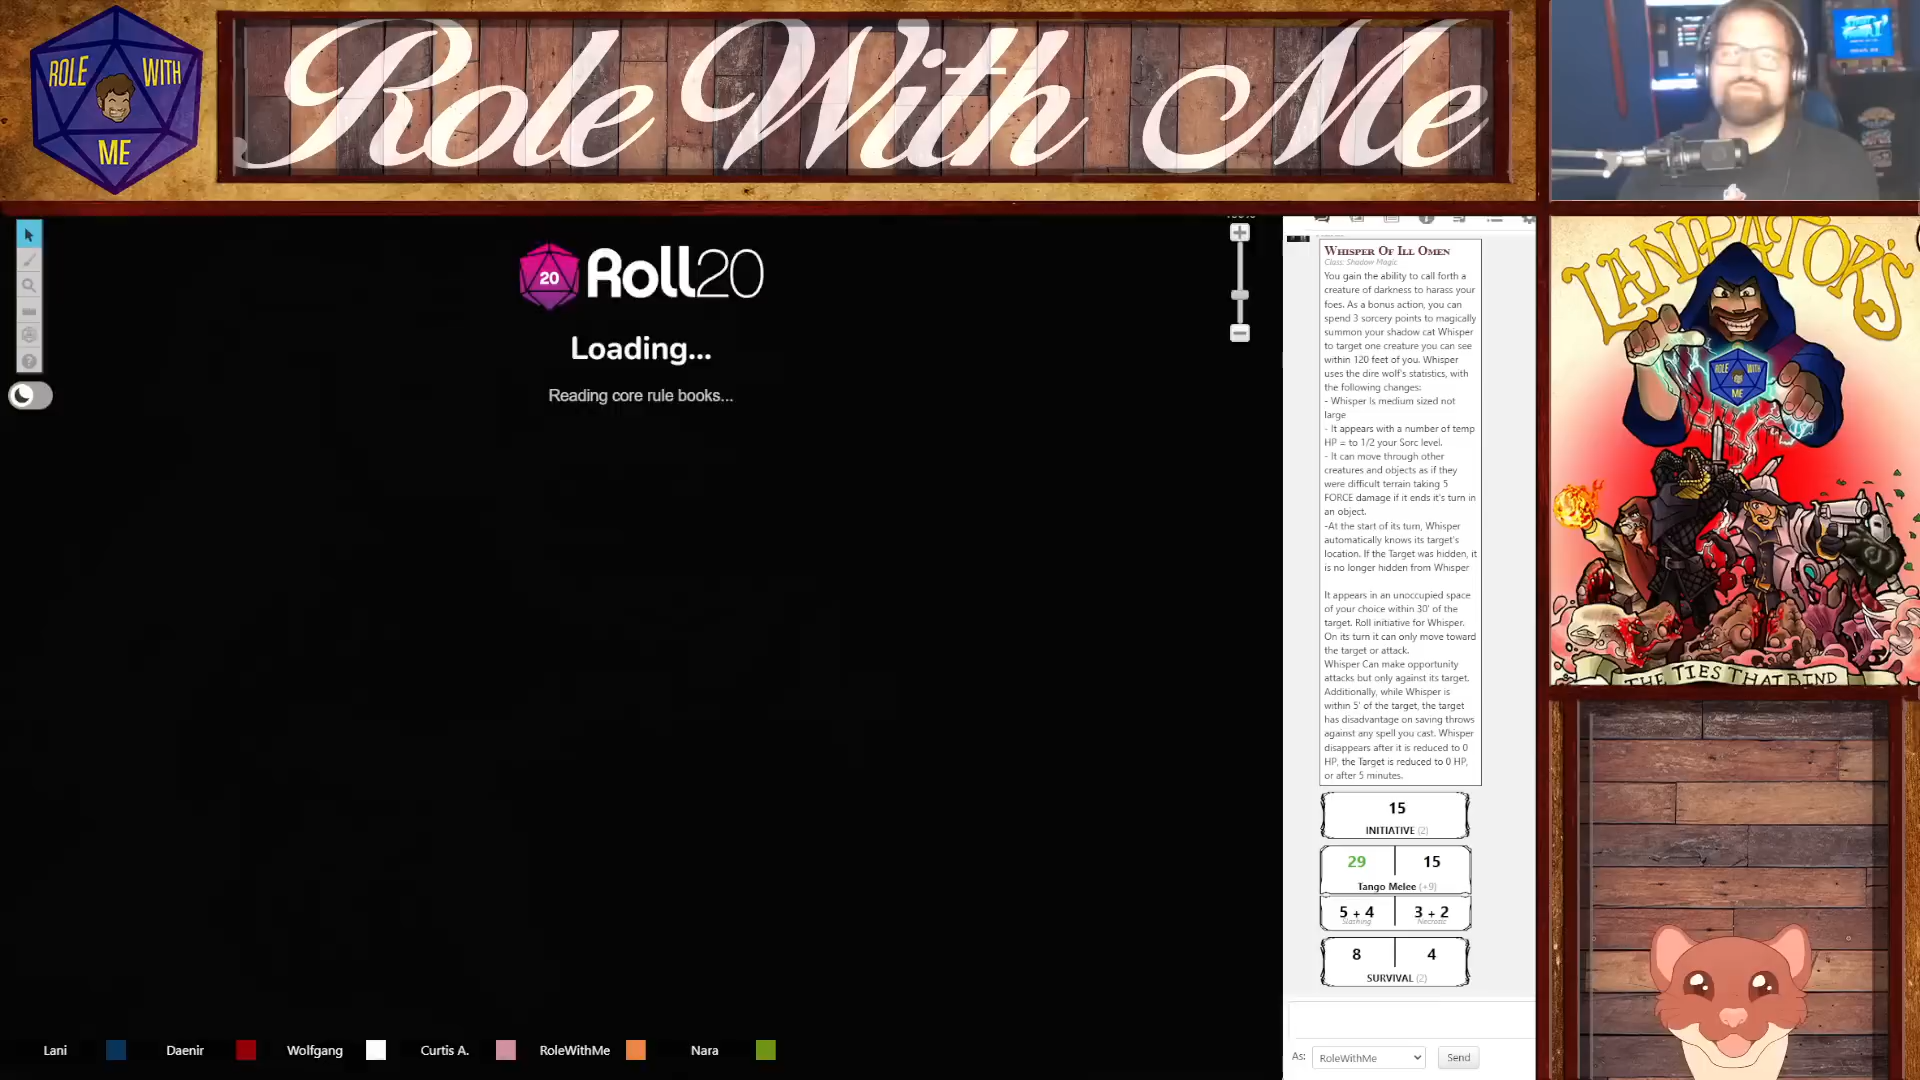 ROLE WITH
ME
Role With Me
20 Roll20
Loading...
Reading core rule books...
Whisper Of Ill Omen
Class: Shadow Magic
You gain the ability to call forth a
creature of darkness to harass your
foes. As a bonus action, you can
spend 3 sorcery points to magically
summon your shadow cat Whisper
to target one creature you can see
within 120 feet of you. Whisper
uses the dire wolf's statistics, with
the following changes:
- Whisper Is medium sized not
large
- It appears with a number of temp
HP = to 1/2 your Sorc level.
- It can move through other
creatures and objects as if they
were difficult terrain taking 5
FORCE damage if it ends it's turn in
an object.
-At the start of its turn, Whisper
automatically knows its target's
location. If the Target was hidden, it
is no longer hidden from Whisper
It appears in an unoccupied space
of your choice within 30' of the
target. Roll initiative for Whisper.
On its turn it can only move toward
the target or attack.
Whisper Can make opportunity
attacks but only against its target.
Additionally, while Whisper is
within 5' of the target, the target
has disadvantage on saving throws
against any spell you cast. Whisper
disappears after it is reduced to 0
HP, the Target is reduced to 0 HP,
or after 5 minutes.
15
INITIATIVE (2)
29 15
Tango Melee (+9)
5 + 4 3 + 2
Slashing Necrotic
8 4
SURVIVAL (2)
As: RoleWithMe Send
Lani Daenir Wolfgang Curtis A. RoleWithMe Nara
LANIPATOR'S
ROLE WITH
ME
THE TIES THAT BIND